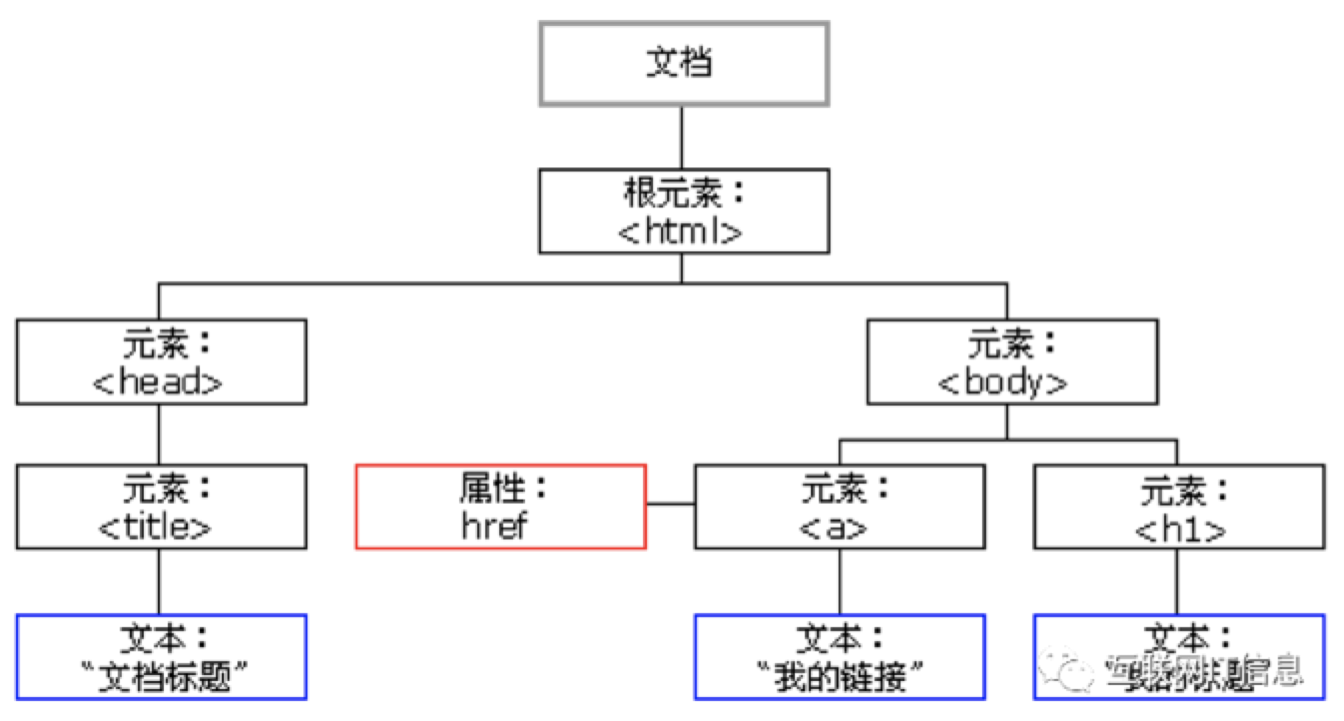 文档
根元素：
<html>
元素：
<head>
元素：
<body>
元素：
<title>
属性：
href
元素：
<a>
元素：
<h1>
文本：
“文档标题”
文本：
“我的链接”
文本：
“我的标题”
互联网IT信息